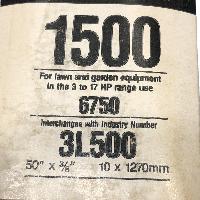 1500
For lawn and garden equipment
in the 3 to 17 HP range use
6750
Interchanges with Industry Number
3L500
50" x 3/8" 10 x 1270mm